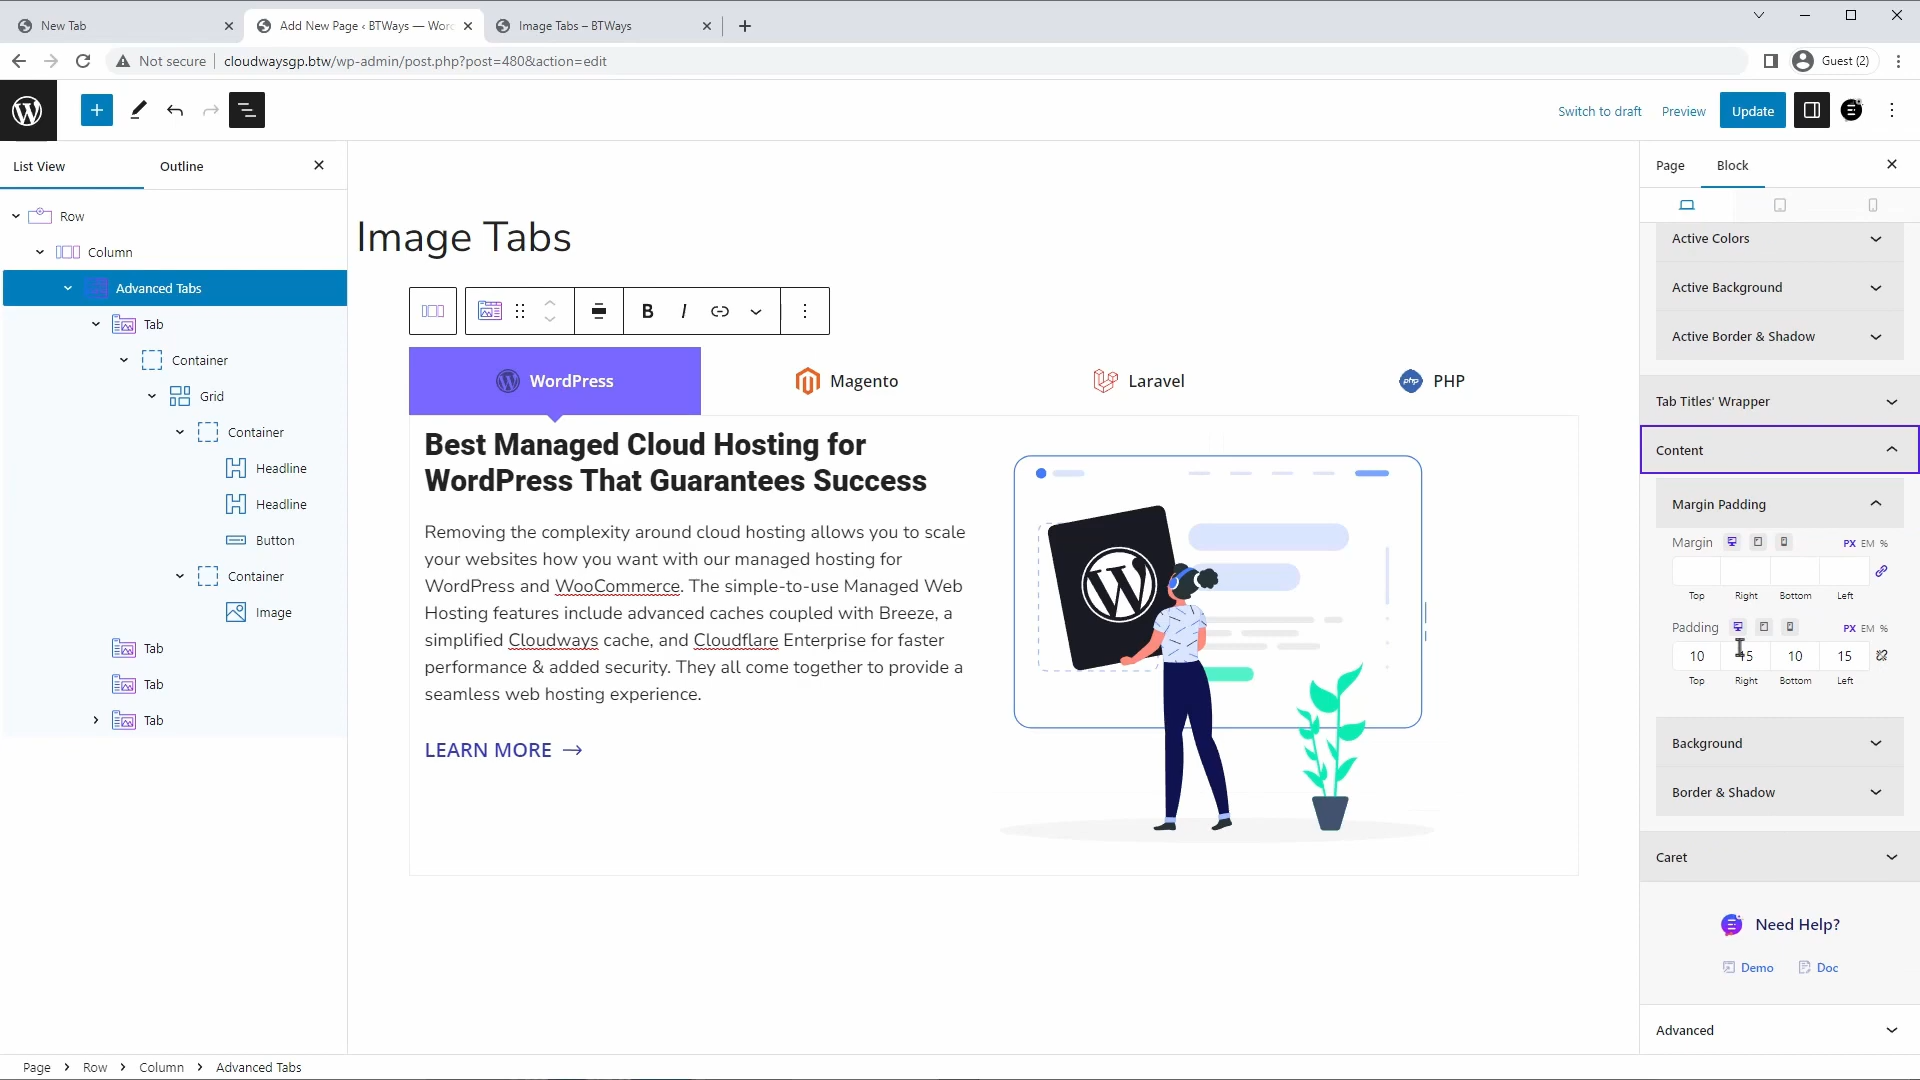 New Tab
Add New Page ‹ BTWays — Worc
Image Tabs – BTWays
Not secure
cloudwaysgp.btw/wp-admin/post.php?post=480&action=edit
Guest (2)
Switch to draft
Preview
Update
List View
Outline
Row
Column
Advanced Tabs
Tab
Container
Grid
Container
Headline
Headline
Button
Container
Image
Tab
Tab
Tab
Image Tabs
B
I
WordPress
Magento
Laravel
php
PHP
Best Managed Cloud Hosting for
WordPress That Guarantees Success
Removing the complexity around cloud hosting allows you to scale
your websites how you want with our managed hosting for
WordPress and WooCommerce. The simple-to-use Managed Web
Hosting features include advanced caches coupled with Breeze, a
simplified Cloudways cache, and Cloudflare Enterprise for faster
performance & added security. They all come together to provide a
seamless web hosting experience.
LEARN MORE →
Page
Block
Active Colors
Active Background
Active Border & Shadow
Tab Titles' Wrapper
Content
Margin Padding
Margin
PX EM %
Top Right Bottom Left
Padding
PX EM %
10 15 10 15
Top Right Bottom Left
Background
Border & Shadow
Caret
Need Help?
Demo
Doc
Advanced
Page > Row > Column > Advanced Tabs